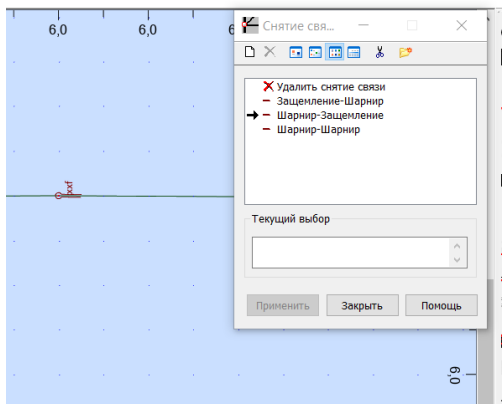 6,0
6,0
Снятие свя...
Удалить снятие связи
Защемление-Шарнир
Шарнир-Защемление
Шарнир-Шарнир
xxf
Текущий выбор
Применить
Закрыть
Помощь
6,0